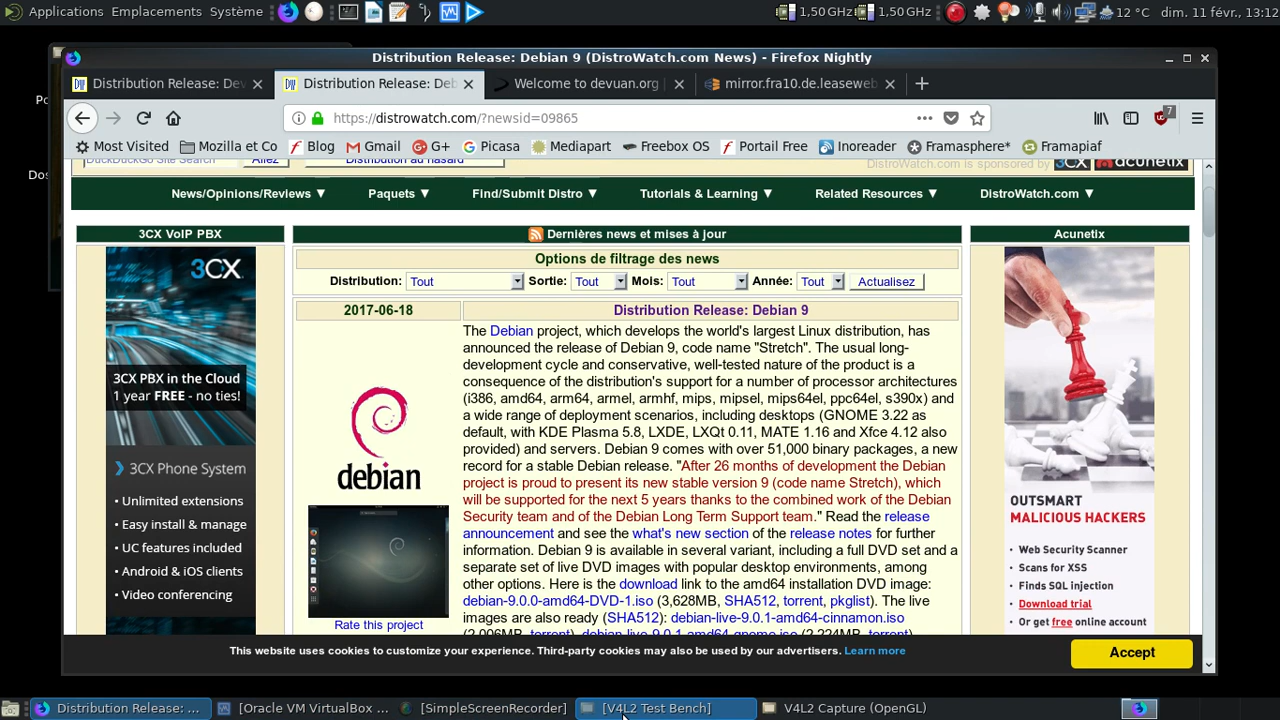 Applications Emplacements Système
1,50 GHz 1,50 GHz 12 °C dim. 11 févr., 13:12
Distribution Release: Debian 9 (DistroWatch.com News) - Firefox Nightly
Distribution Release: Dev
Distribution Release: Deb
Welcome to devuan.org
mirror.fra10.de.leaseweb
https://distrowatch.com/?newsid=09865
7
Most Visited Mozilla et Co Blog Gmail G+ Picasa Mediapart Freebox OS Portail Free Inoreader Framasphere* Framapiaf
DuckDuckGo Site Search Allez Distribution au hasard DistroWatch.com is sponsored by 3CX acunetix
News/Opinions/Reviews ▼ Paquets ▼ Find/Submit Distro ▼ Tutorials & Learning ▼ Related Resources ▼ DistroWatch.com ▼
3CX VoIP PBX
3CX
3CX PBX in the Cloud
1 year FREE - no ties!
3CX Phone System
• Unlimited extensions
• Easy install & manage
• UC features included
• Android & iOS clients
• Video conferencing
Dernières news et mises à jour
Options de filtrage des news
Distribution: Tout Sortie: Tout Mois: Tout Année: Tout Actualisez
2017-06-18
Distribution Release: Debian 9
debian
Rate this project
The Debian project, which develops the world's largest Linux distribution, has
announced the release of Debian 9, code name "Stretch". The usual long-
development cycle and conservative, well-tested nature of the product is a
consequence of the distribution's support for a number of processor architectures
(i386, amd64, arm64, armel, armhf, mips, mipsel, mips64el, ppc64el, s390x) and
a wide range of deployment scenarios, including desktops (GNOME 3.22 as
default, with KDE Plasma 5.8, LXDE, LXQt 0.11, MATE 1.16 and Xfce 4.12 also
provided) and servers. Debian 9 comes with over 51,000 binary packages, a new
record for a stable Debian release. "After 26 months of development the Debian
project is proud to present its new stable version 9 (code name Stretch), which
will be supported for the next 5 years thanks to the combined work of the Debian
Security team and of the Debian Long Term Support team." Read the release
announcement and see the what's new section of the release notes for further
information. Debian 9 is available in several variant, including a full DVD set and a
separate set of live DVD images with popular desktop environments, among
other options. Here is the download link to the amd64 installation DVD image:
debian-9.0.0-amd64-DVD-1.iso (3,628MB, SHA512, torrent, pkglist). The live
images are also ready (SHA512): debian-live-9.0.1-amd64-cinnamon.iso
(2,006MB, torrent), debian-live-9.0.1-amd64-gnome.iso (2,224MB, torrent)
Acunetix
OUTSMART
MALICIOUS HACKERS
• Web Security Scanner
• Scans for XSS
• Finds SQL injection
• Download trial
• Or get free online account
This website uses cookies to customize your experience. Third-party cookies may also be used by our advertisers. Learn more
Accept
Po
Dos
Distribution Release: ... [Oracle VM VirtualBox ... [SimpleScreenRecorder] [V4L2 Test Bench] V4L2 Capture (OpenGL)